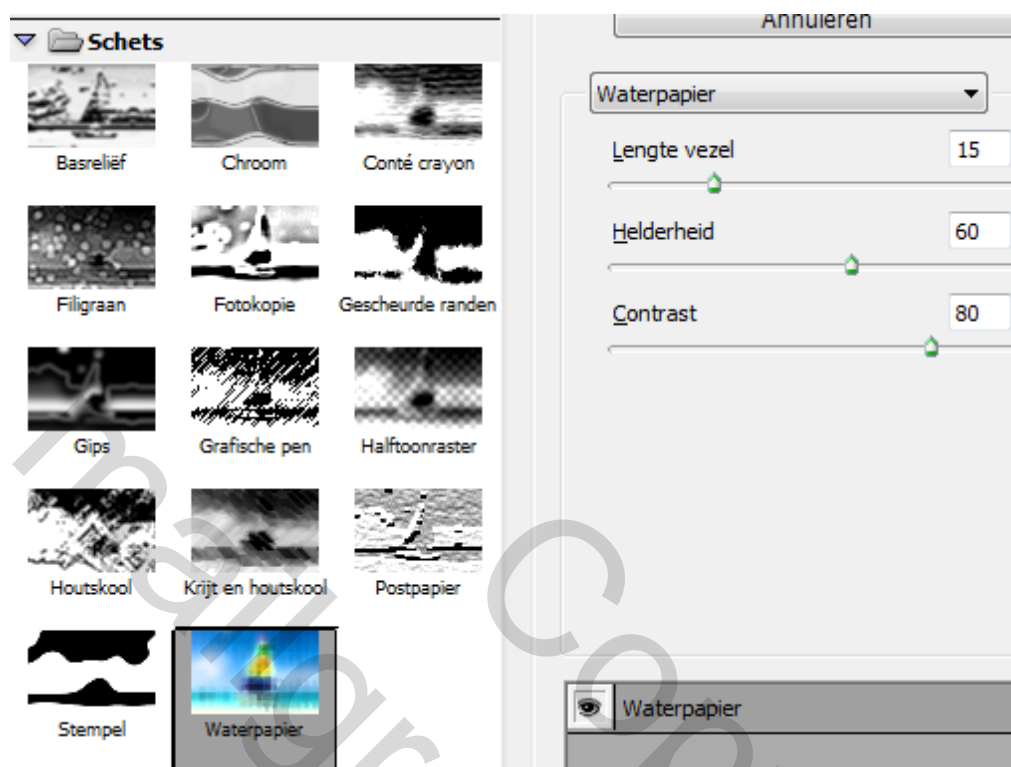 Schets
Basreliëf Chroom Conté crayon
Filigraan Fotokopie Gescheurde randen
Gips Grafische pen Halftoonraster
Houtskool Krijt en houtskool Postpapier
Stempel Waterpapier
Annuleren
Waterpapier
Lengte vezel 15
Helderheid 60
Contrast 80
Waterpapier